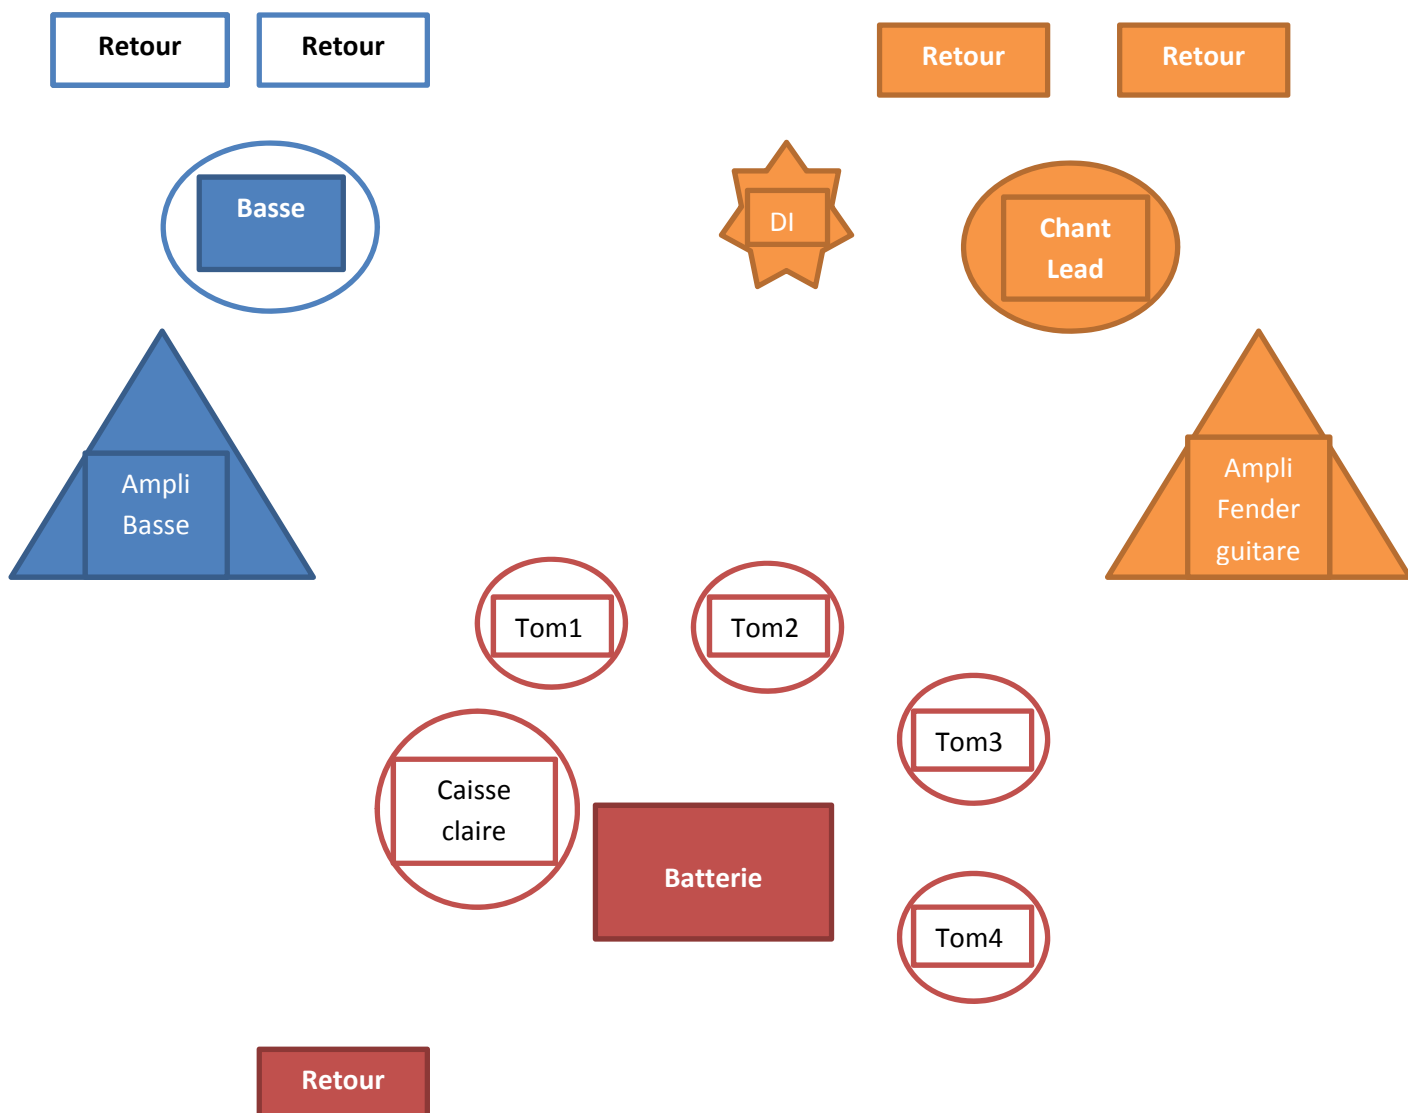 Retour
Retour
Retour
Retour
Basse
DI
Chant
Lead
Ampli
Basse
Ampli
Fender
guitare
Tom1
Tom2
Tom3
Caisse
claire
Batterie
Tom4
Retour